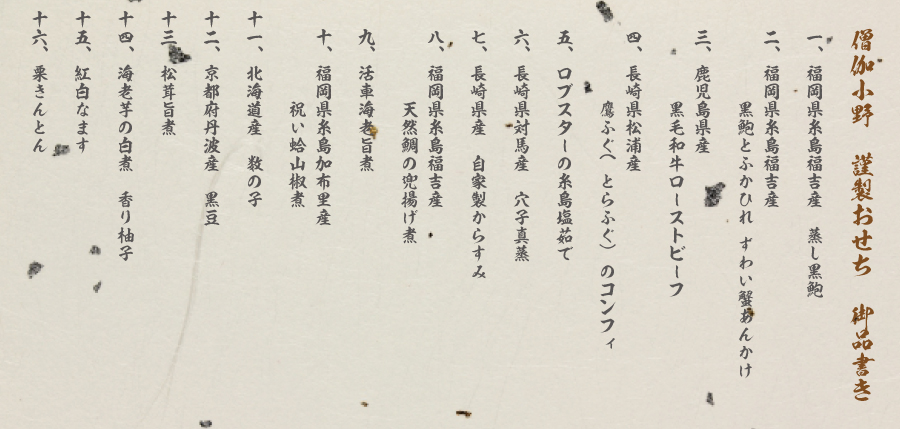 僧伽小野　謹製おせち　御品書き
一、福岡県糸島福吉産　蒸し黒鮑
二、福岡県糸島福吉産
黒鮑とふかひれ　ずわい蟹あんかけ
三、鹿児島県産
黒毛和牛ローストビーフ
四、長崎県松浦産
鷹ふぐ〈とらふぐ〉のコンフィ
五、ロブスターの糸島塩茹で
六、長崎県対馬産　穴子真蒸
七、長崎県産　自家製からすみ
八、福岡県糸島福吉産
天然鯛の兜揚げ煮
九、活車海老旨煮
十、福岡県糸島加布里産
祝い蛤山椒煮
十一、北海道産　数の子
十二、京都府丹波産　黒豆
十三、松茸旨煮
十四、海老芋の白煮　香り柚子
十五、紅白なます
十六、栗きんとん